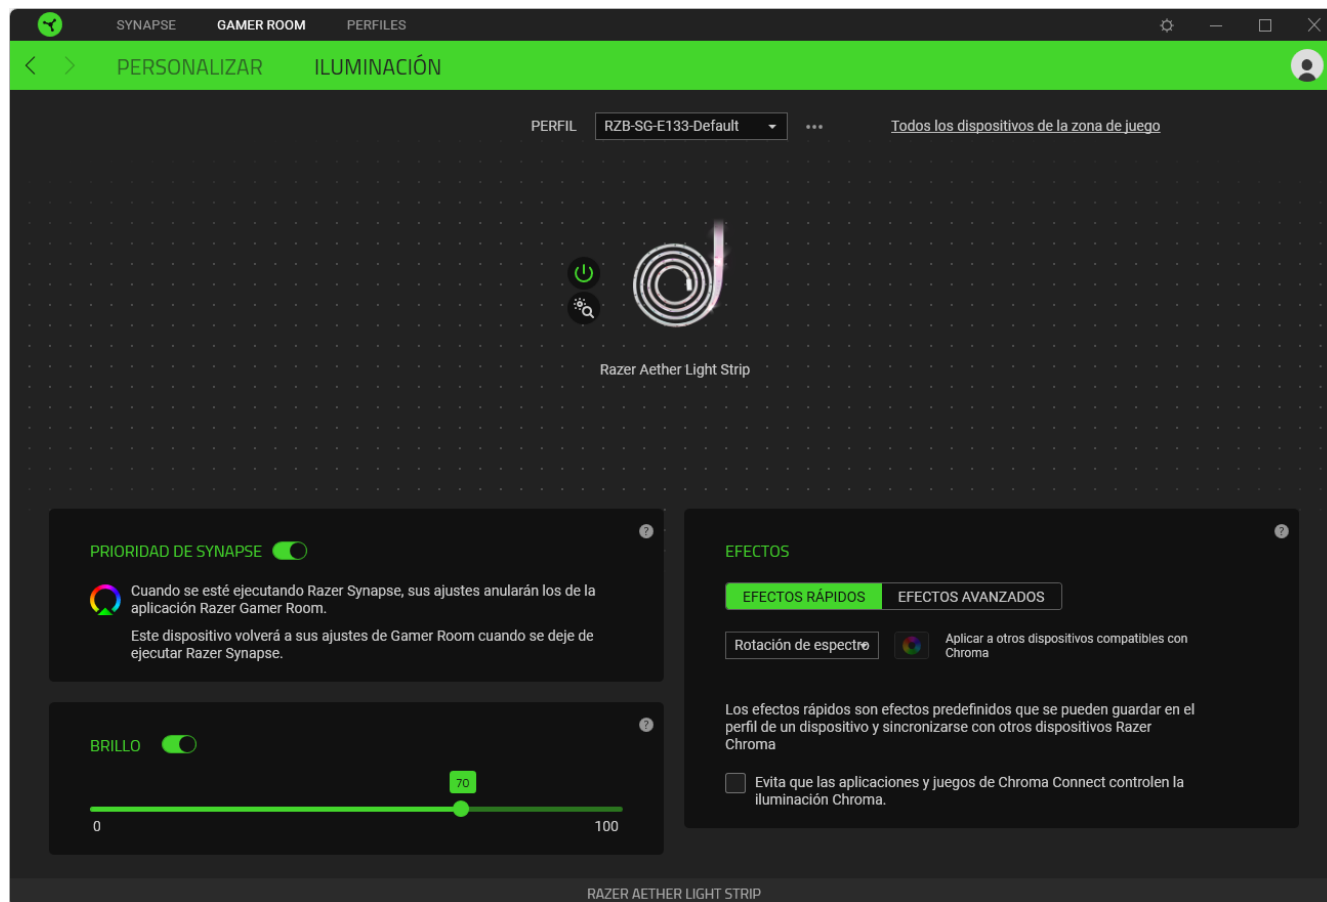 SYNAPSE GAMER ROOM PERFILES
PERSONALIZAR ILUMINACIÓN
PERFIL RZB-SG-E133-Default Todos los dispositivos de la zona de juego
Razer Aether Light Strip
PRIORIDAD DE SYNAPSE
Cuando se esté ejecutando Razer Synapse, sus ajustes anularán los de la
aplicación Razer Gamer Room.
Este dispositivo volverá a sus ajustes de Gamer Room cuando se deje de
ejecutar Razer Synapse.
BRILLO
70
0 100
EFECTOS
EFECTOS RÁPIDOS EFECTOS AVANZADOS
Rotación de espectro Aplicar a otros dispositivos compatibles con
Chroma
Los efectos rápidos son efectos predefinidos que se pueden guardar en el
perfil de un dispositivo y sincronizarse con otros dispositivos Razer
Chroma
Evita que las aplicaciones y juegos de Chroma Connect controlen la
iluminación Chroma.
RAZER AETHER LIGHT STRIP